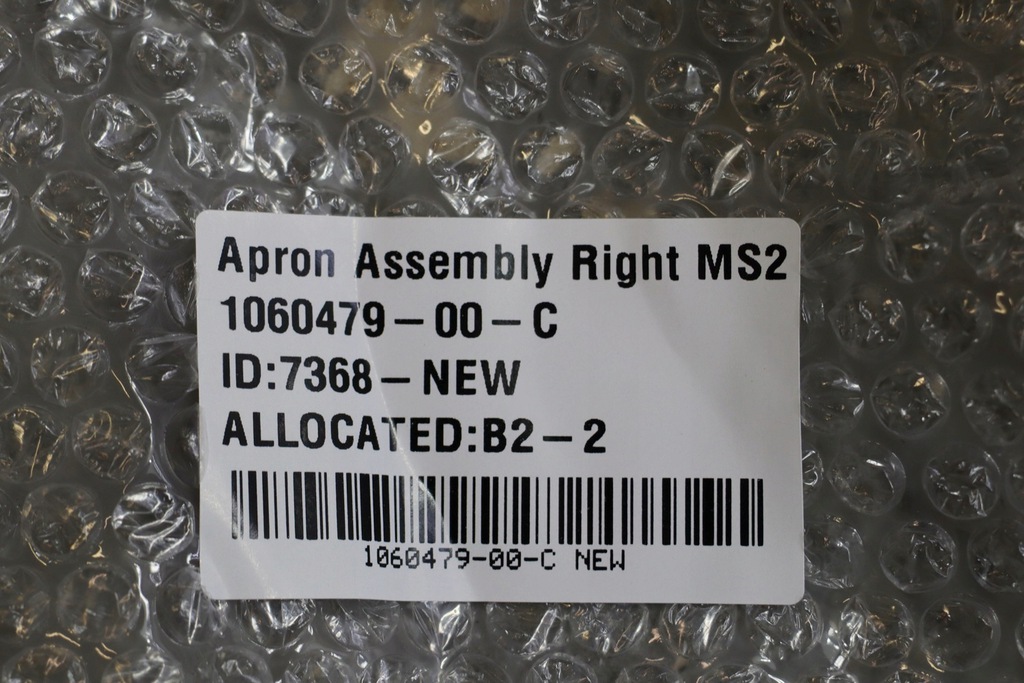 Apron Assembly Right MS2
1060479-00-C
ID:7368-NEW
ALLOCATED:B2-2
1060479-00-C NEW